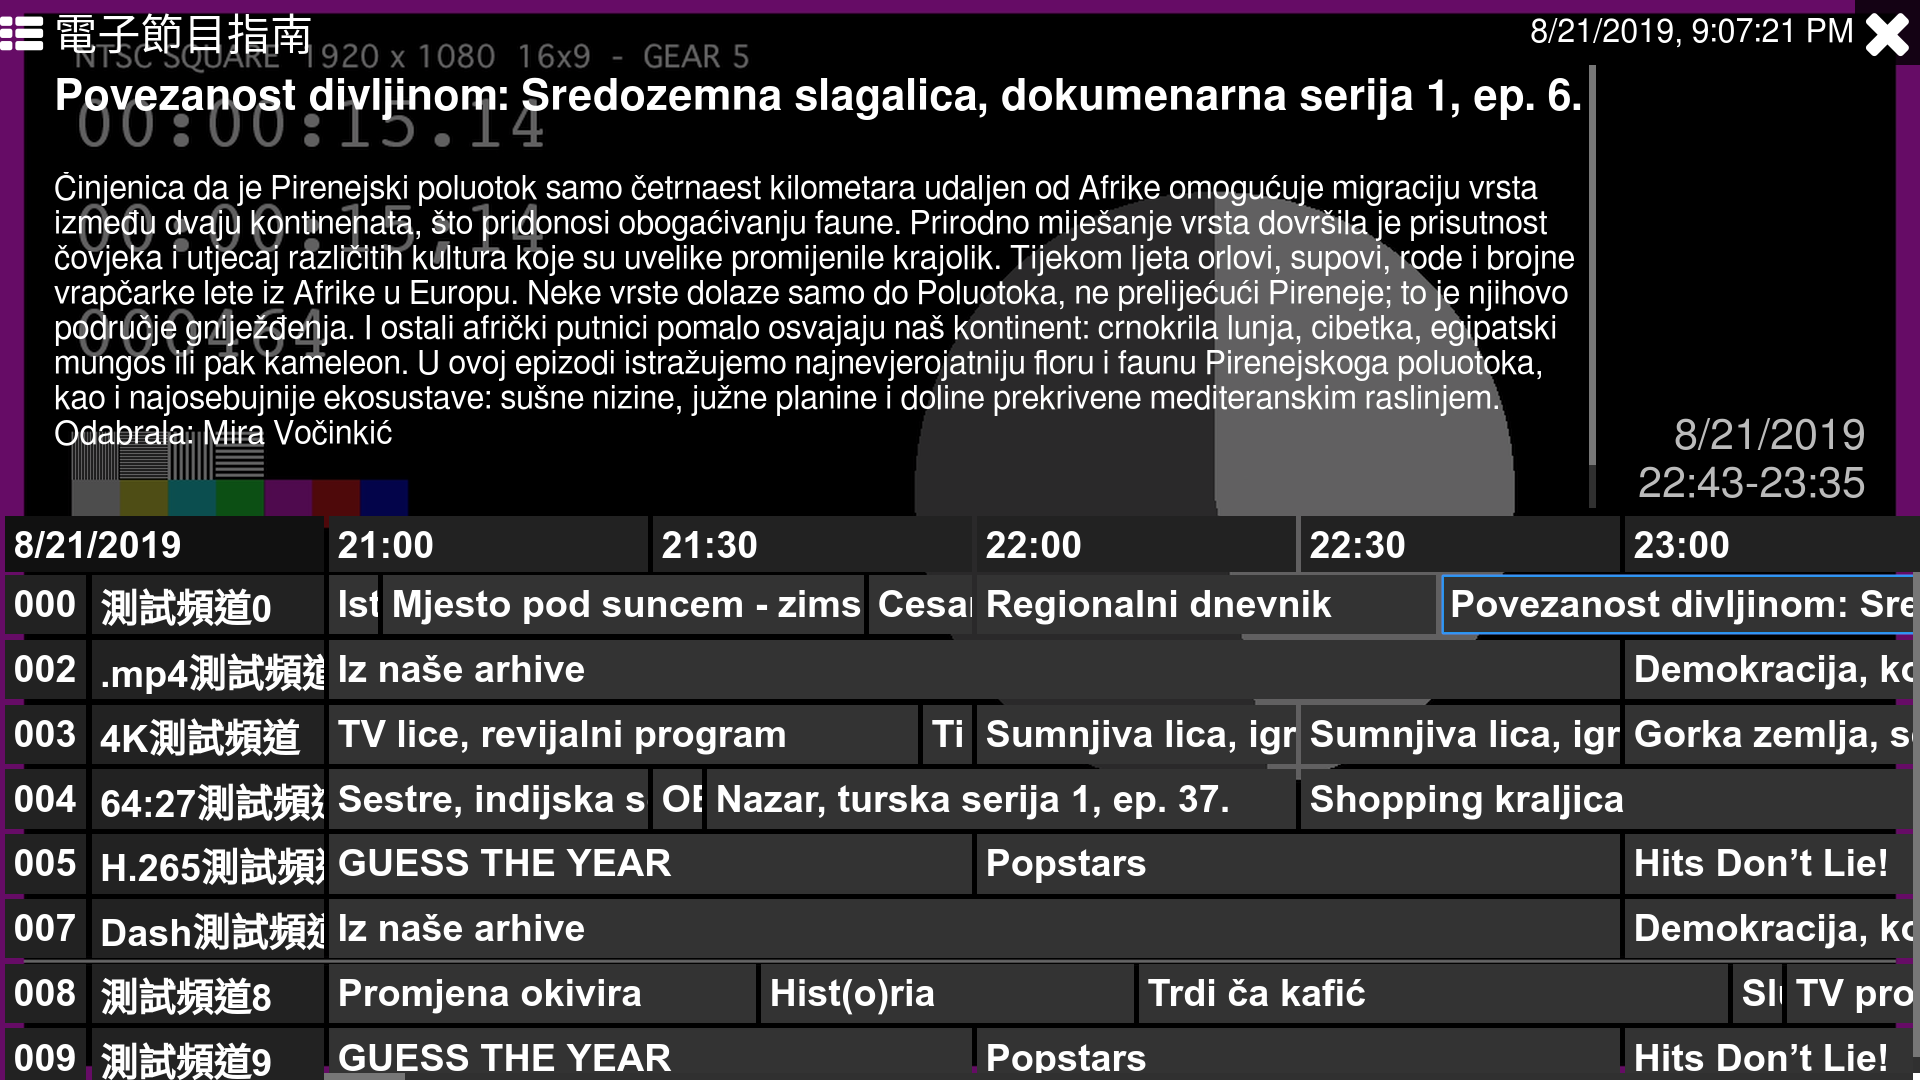 電子節目指南
8/21/2019, 9:07:21 PM
NTSC SQUARE 1920 x 1080 16x9 - GEAR 5
Povezanost divljinom: Sredozemna slagalica, dokumenarna serija 1, ep. 6.
00:00:15.14
Činjenica da je Pirenejski poluotok samo četrnaest kilometara udaljen od Afrike omogućuje migraciju vrsta
između dvaju kontinenata, što pridonosi obogaćivanju faune. Prirodno miješanje vrsta dovršila je prisutnost
00:00:15;14
čovjeka i utjecaj različitih kultura koje su uvelike promijenile krajolik. Tijekom ljeta orlovi, supovi, rode i brojne
vrapčarke lete iz Afrike u Europu. Neke vrste dolaze samo do Poluotoka, ne prelijećući Pireneje; to je njihovo
područje gniježđenja. I ostali afrički putnici pomalo osvajaju naš kontinent: crnokrila lunja, cibetka, egipatski
000464
mungos ili pak kameleon. U ovoj epizodi istražujemo najnevjerojatniju floru i faunu Pirenejskoga poluotoka,
kao i najosebujnije ekosustave: sušne nizine, južne planine i doline prekrivene mediteranskim raslinjem.
Odabrala: Mira Vočinkić
8/21/2019
22:43-23:35
8/21/2019 21:00 21:30 22:00 22:30 23:00
000 測試頻道0 Ist Mjesto pod suncem - zims Cesar Regionalni dnevnik Povezanost divljinom: Sre
002 .mp4測試頻道 Iz naše arhive Demokracija, ko
003 4K測試頻道 TV lice, revijalni program Ti Sumnjiva lica, igr Sumnjiva lica, igr Gorka zemlja, se
004 64:27測試頻道 Sestre, indijska s Nazar, turska serija 1, ep. 37. Shopping kraljica
005 H.265測試頻道 GUESS THE YEAR Popstars Hits Don’t Lie!
007 Dash測試頻道 Iz naše arhive Demokracija, ko
008 測試頻道8 Promjena okivira Hist(o)ria Trdi ča kafić Slu TV pro
009 測試頻道9 GUESS THE YEAR Popstars Hits Don’t Lie!